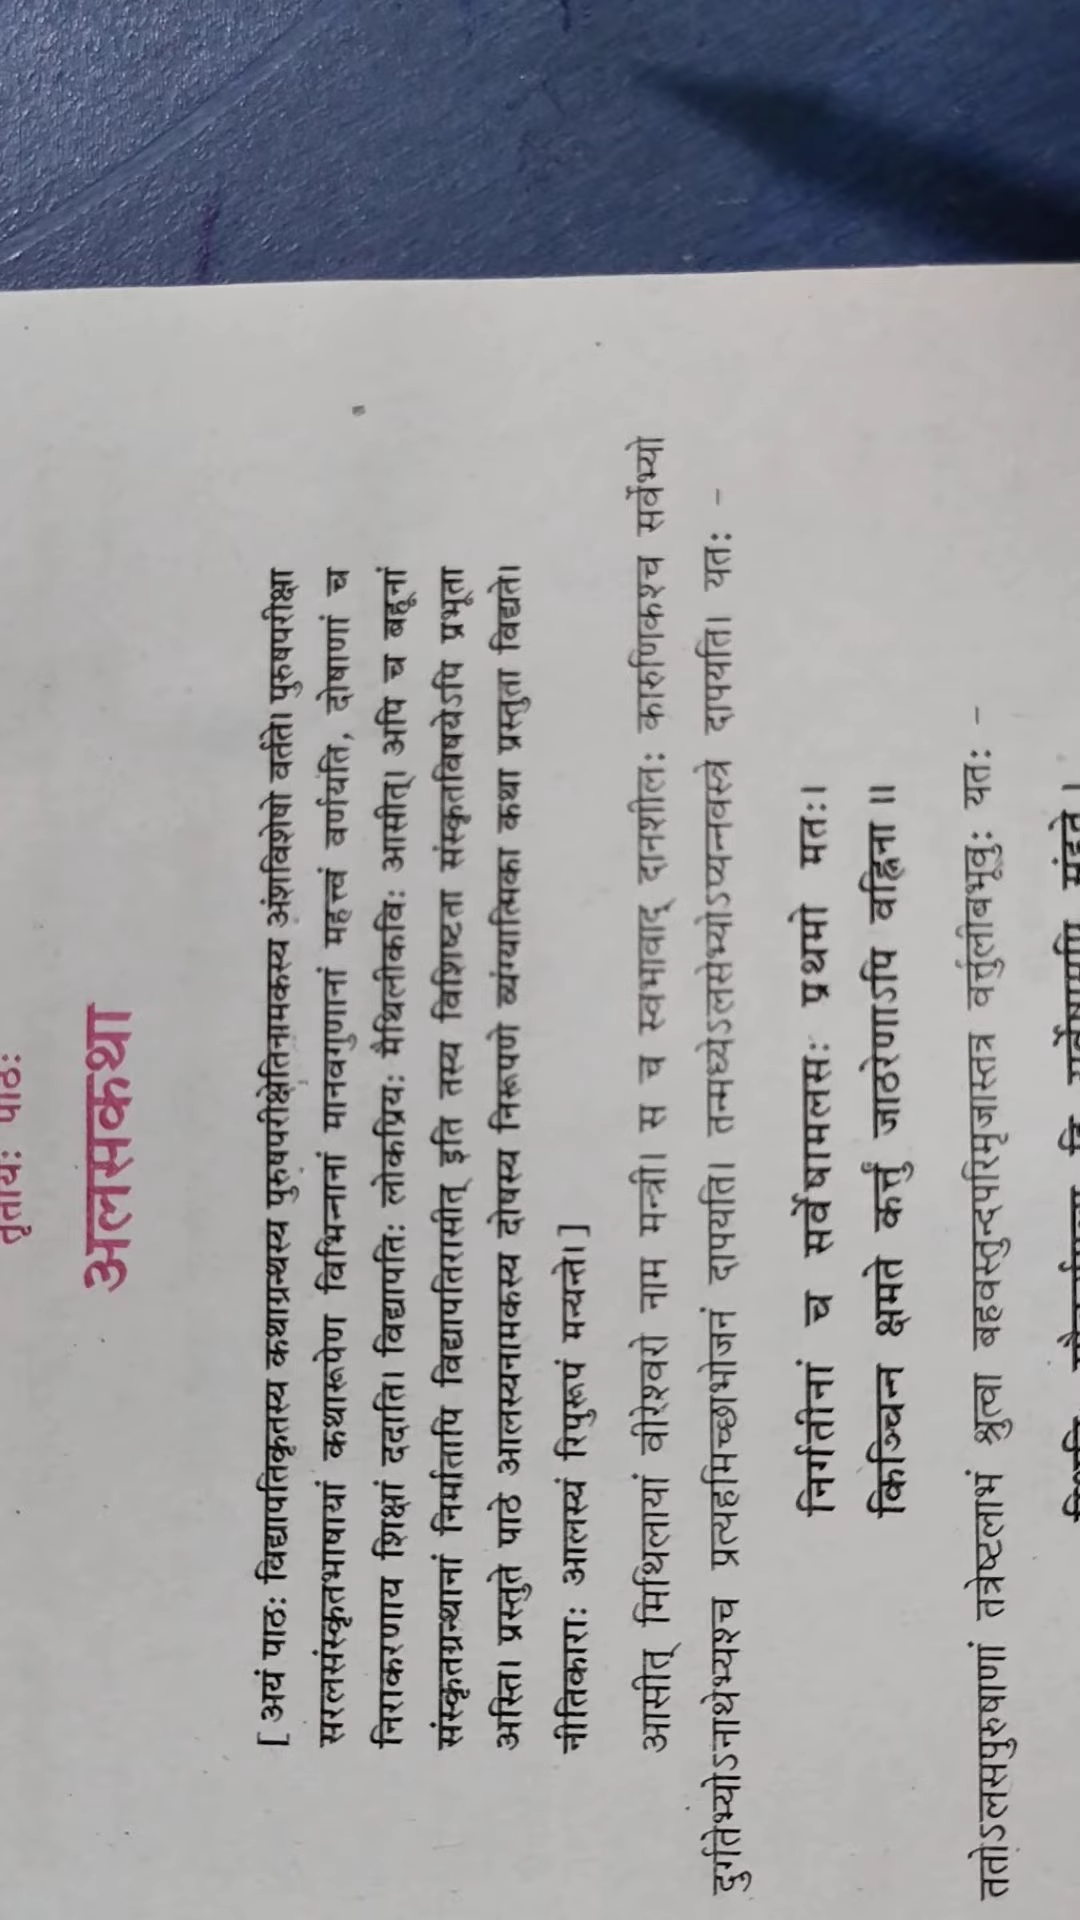 तृतीयः पाठः
अलसकथा
[ अयं पाठः विद्यापतिकृतस्य कथाग्रन्थस्य पुरुषपरीक्षेतिनामकस्य अंशविशेषो वर्तते। पुरुषपरीक्षा
सरलसंस्कृतभाषायां कथारूपेण विभिन्नानां मानवगुणानां महत्त्वं वर्णयति, दोषाणां च
निराकरणाय शिक्षां ददाति। विद्यापतिः लोकप्रियः मैथिलीकविः आसीत्। अपि च बहूनां
संस्कृतग्रन्थानां निर्मातापि विद्यापतिरासीत् इति तस्य विशिष्टता संस्कृतविषयेऽपि प्रभूता
अस्ति। प्रस्तुते पाठे आलस्यनामकस्य दोषस्य निरूपणे व्यंग्यात्मिका कथा प्रस्तुता विद्यते।
नीतिकाराः आलस्यं रिपुरूपं मन्यन्ते। ]
आसीत् मिथिलायां वीरेश्वरो नाम मन्त्री। स च स्वभावाद् दानशीलः कारुणिकश्च सर्वेभ्यो
दुर्गतेभ्योऽनाथेभ्यश्च प्रत्यहमिच्छाभोजनं दापयति। तन्मध्येऽलसेभ्योऽप्यन्नवस्त्रे दापयति। यतः -
निर्गतीनां च सर्वेषामलसः प्रथमो मतः।
किञ्चिन्न क्षमते कर्त्तुं जाठरेणाऽपि वह्निना ॥
ततोऽलसपुरुषाणां तत्रेष्टलाभं श्रुत्वा बहवस्तुन्दपरिमृजास्तत्र वर्त्तुलीबभूवुः यतः -